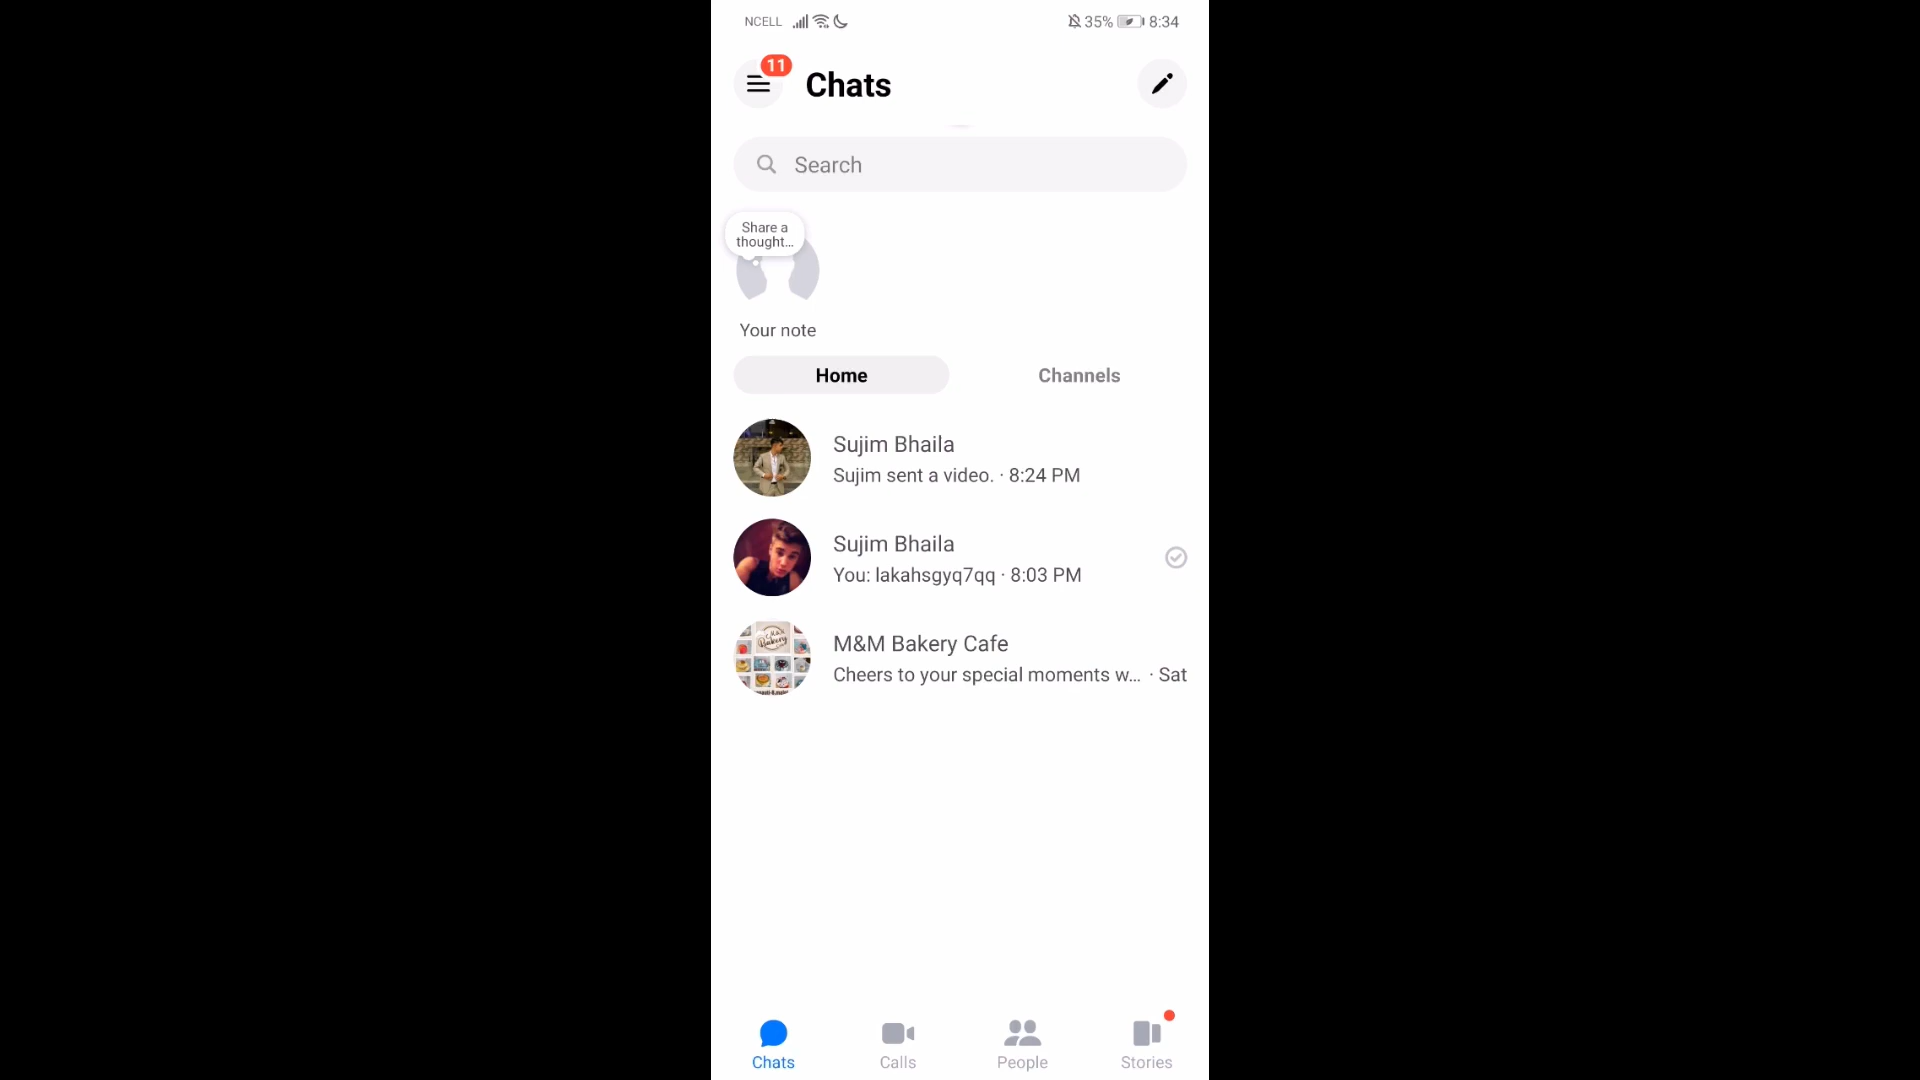 NCELL 35% 8:34
11
Chats
Search
Share a
thought...
Your note
Home Channels
Sujim Bhaila
Sujim sent a video. · 8:24 PM
Sujim Bhaila
You: lakahsgyq7qq · 8:03 PM
M&M Bakery Cafe
Cheers to your special moments w... · Sat
Chats Calls People Stories